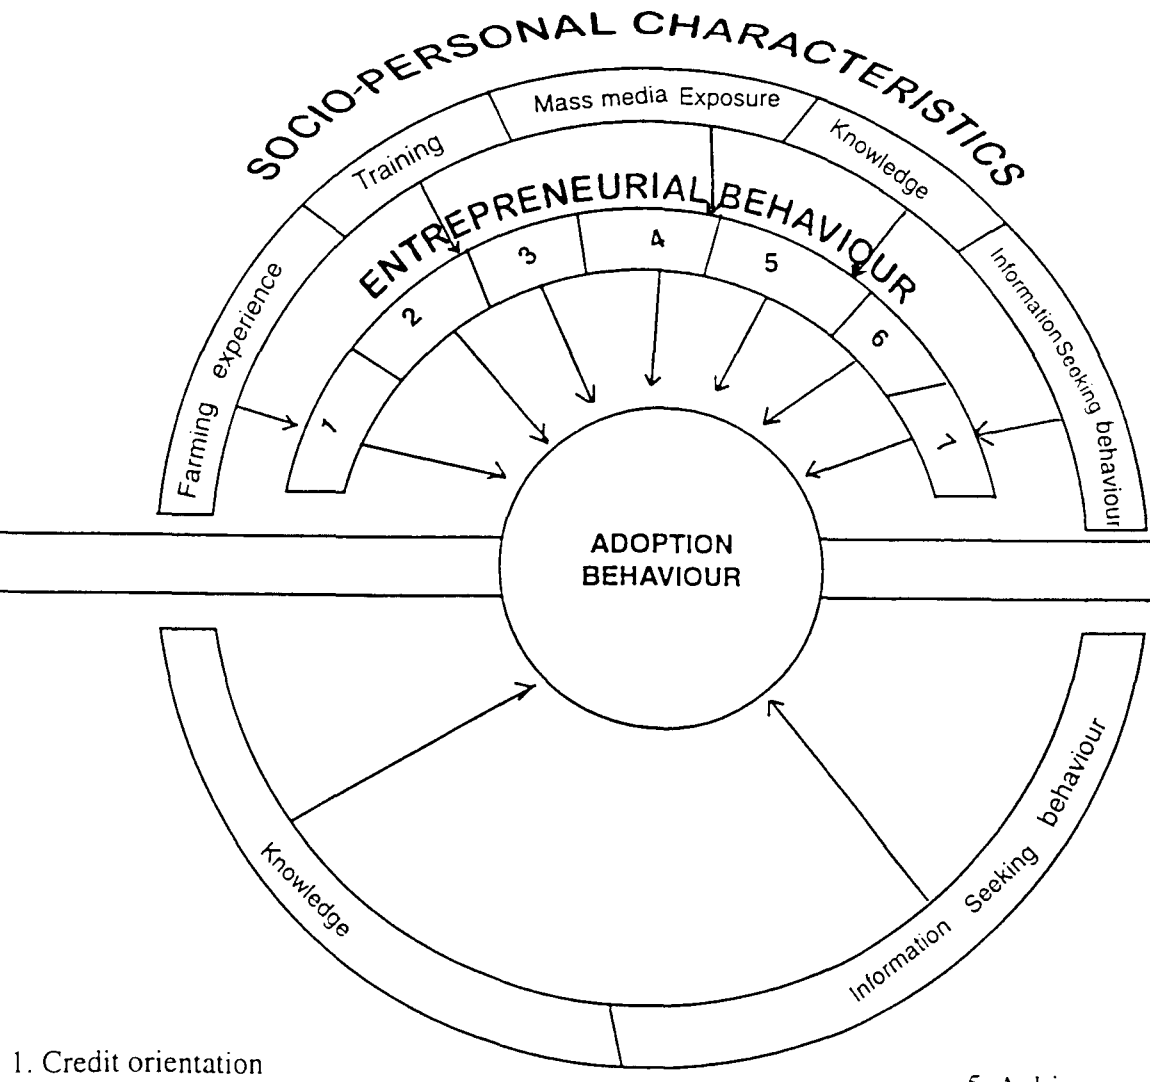 SOCIO-PERSONAL CHARACTERISTICS
Farming experience
Training
Mass media Exposure
Knowledge
Information Seeking behaviour
ENTREPRENEURIAL BEHAVIOUR
1
2
3
4
5
6
7
ADOPTION
BEHAVIOUR
Knowledge
Information Seeking behaviour
1. Credit orientation